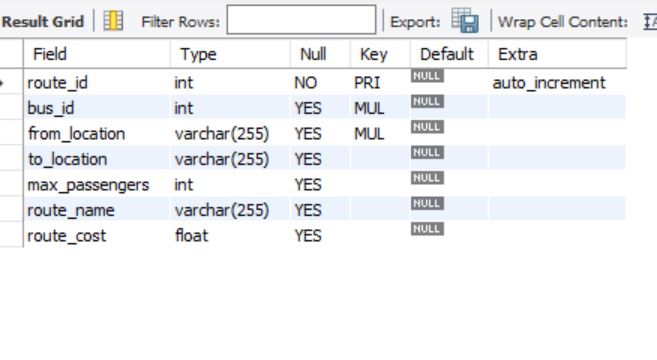 Result Grid Filter Rows: Export: Wrap Cell Content:
Field Type Null Key Default Extra
route_id int NO PRI NULL auto_increment
bus_id int YES MUL NULL
from_location varchar(255) YES MUL NULL
to_location varchar(255) YES NULL
max_passengers int YES NULL
route_name varchar(255) YES NULL
route_cost float YES NULL